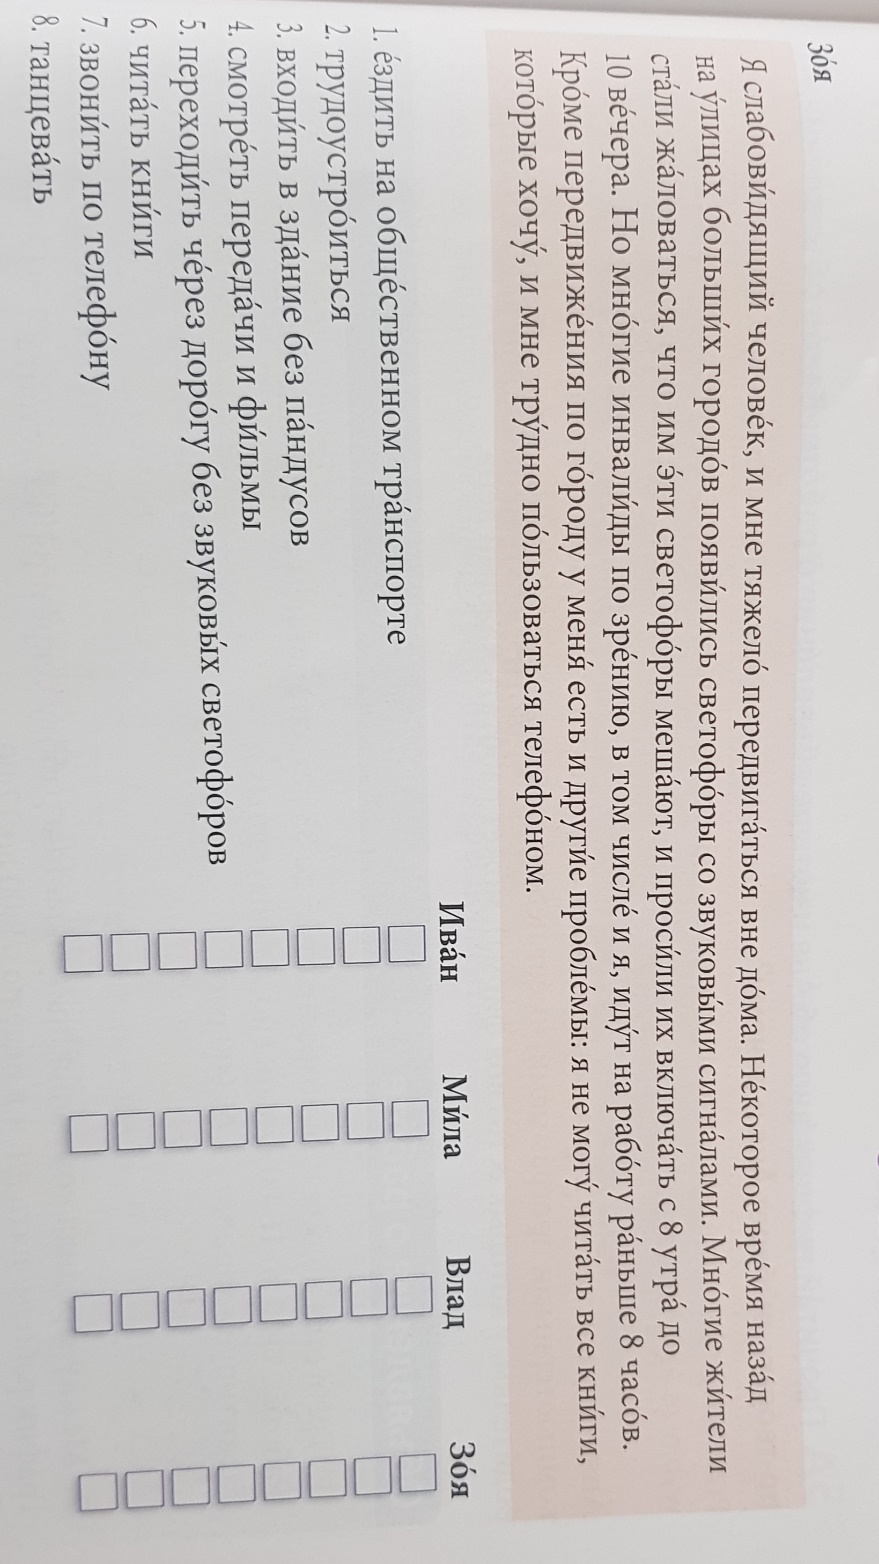 Зо́я
Я слабови́дящий челове́к, и мне тяжело́ передвига́ться вне до́ма. Не́которое вре́мя наза́д
на у́лицах больши́х городо́в появи́лись светофо́ры со звуковы́ми сигна́лами. Мно́гие жи́тели
ста́ли жа́ловаться, что им э́ти светофо́ры меша́ют, и проси́ли их включа́ть с 8 утра́ до
10 ве́чера. Но мно́гие инвали́ды по зре́нию, в том числе́ и я, иду́т на рабо́ту ра́ньше 8 часо́в.
Кро́ме передвиже́ния по го́роду у меня́ есть и други́е пробле́мы: я не могу́ чита́ть все кни́ги,
кото́рые хочу́, и мне тру́дно по́льзоваться телефо́ном.
Ива́н Ми́ла Влад Зо́я
1. е́здить на обще́ственном тра́нспорте
2. трудоустро́иться
3. входи́ть в зда́ние без па́ндусов
4. смотре́ть переда́чи и фи́льмы
5. переходи́ть че́рез доро́гу без звуковы́х светофо́ров
6. чита́ть кни́ги
7. звони́ть по телефо́ну
8. танцева́ть